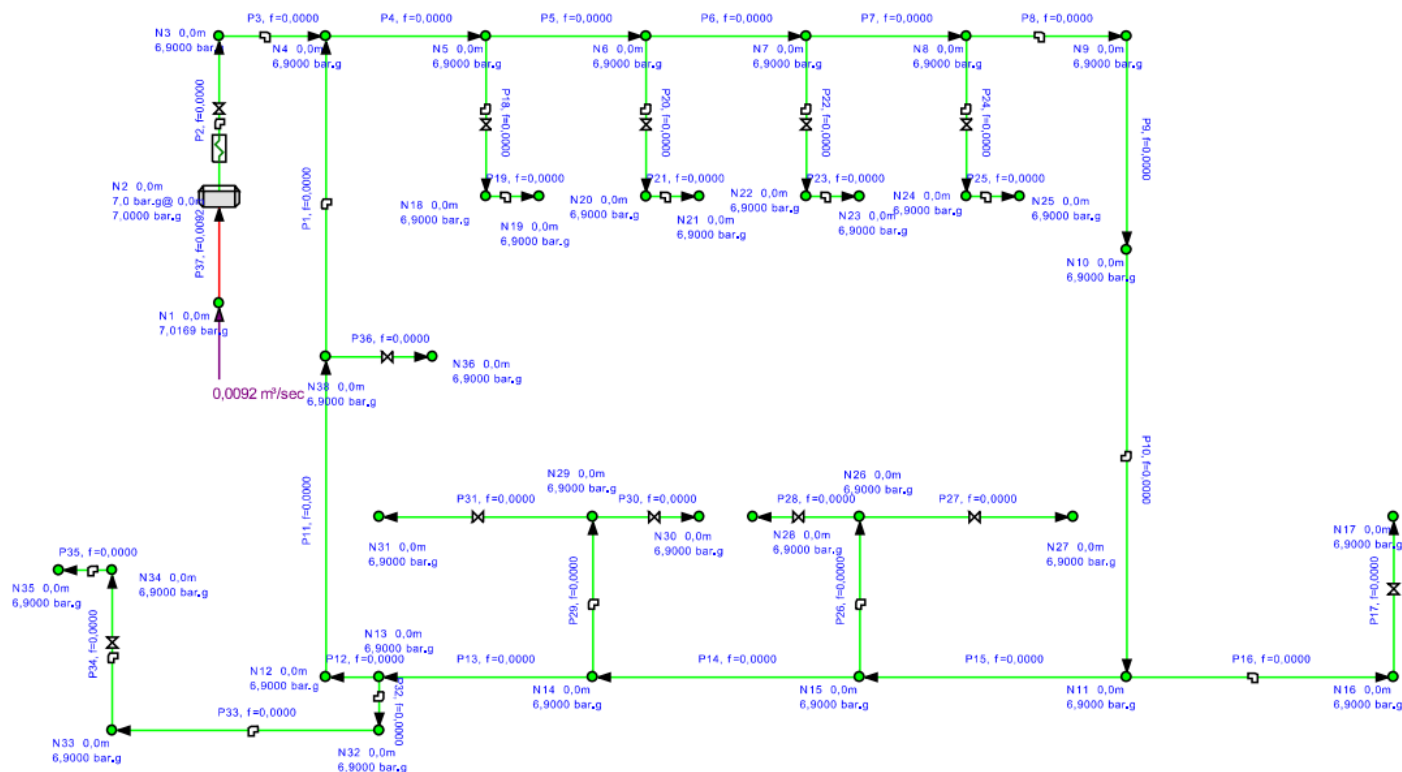 P3, f=0,0000
P4, f=0,0000
P5, f=0,0000
P6, f=0,0000
P7, f=0,0000
P8, f=0,0000
N3 0,0m
6,9000 bar.g
N4 0,0m
6,9000 bar.g
N5 0,0m
6,9000 bar.g
N6 0,0m
6,9000 bar.g
N7 0,0m
6,9000 bar.g
N8 0,0m
6,9000 bar.g
N9 0,0m
6,9000 bar.g
P2, f=0,0000
P18, f=0,0000
P20, f=0,0000
P22, f=0,0000
P24, f=0,0000
P9, f=0,0000
N2 0,0m
7.0 bar.g@ 0,0m
7,0000 bar.g
P37, f=0,0092
P1, f=0,0000
P19, f=0,0000
P21, f=0,0000
P23, f=0,0000
P25, f=0,0000
N18 0,0m
6,9000 bar.g
N19 0,0m
6,9000 bar.g
N20 0,0m
6,9000 bar.g
N21 0,0m
6,9000 bar.g
N22 0,0m
6,9000 bar.g
N23 0,0m
6,9000 bar.g
N24 0,0m
6,9000 bar.g
N25 0,0m
6,9000 bar.g
N10 0,0m
6,9000 bar.g
N1 0,0m
7,0169 bar.g
P36, f=0,0000
N36 0,0m
6,9000 bar.g
N38 0,0m
6,9000 bar.g
0,0092 m³/sec
P10, f=0,0000
P11, f=0,0000
N29 0,0m
6,9000 bar.g
P31, f=0,0000
P30, f=0,0000
N26 0,0m
6,9000 bar.g
P28, f=0,0000
P27, f=0,0000
N31 0,0m
6,9000 bar.g
N30 0,0m
6,9000 bar.g
N28 0,0m
6,9000 bar.g
N27 0,0m
6,9000 bar.g
N17 0,0m
6,9000 bar.g
P35, f=0,0000
N35 0,0m
6,9000 bar.g
N34 0,0m
6,9000 bar.g
P34, f=0,0000
P29, f=0,0000
P26, f=0,0000
P17, f=0,0000
N13 0,0m
6,9000 bar.g
P12, f=0,0000
P13, f=0,0000
P14, f=0,0000
P15, f=0,0000
P16, f=0,0000
N12 0,0m
6,9000 bar.g
P32, f=0,0000
N14 0,0m
6,9000 bar.g
N15 0,0m
6,9000 bar.g
N11 0,0m
6,9000 bar.g
N16 0,0m
6,9000 bar.g
P33, f=0,0000
N33 0,0m
6,9000 bar.g
N32 0,0m
6,9000 bar.g